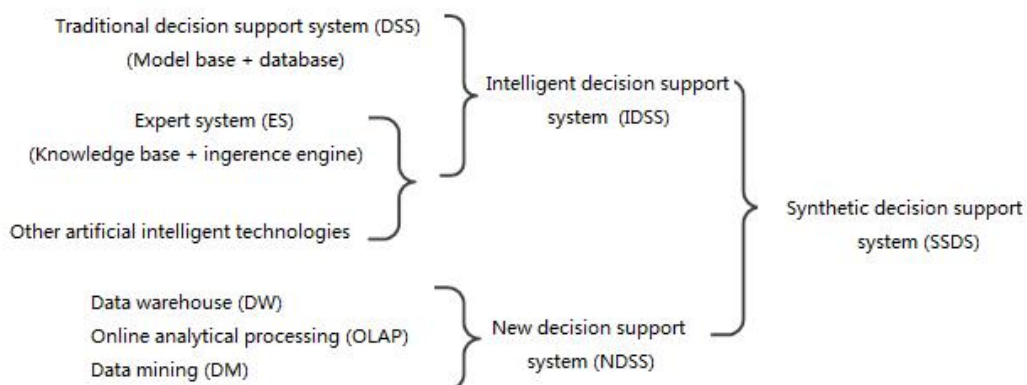 Traditional decision support system (DSS)
(Model base + database)
Expert system (ES)
(Knowledge base + ingerence engine)
Other artificial intelligent technologies
Intelligent decision support
system (IDSS)
Data warehouse (DW)
Online analytical processing (OLAP)
Data mining (DM)
New decision support
system (NDSS)
Synthetic decision support
system (SSDS)